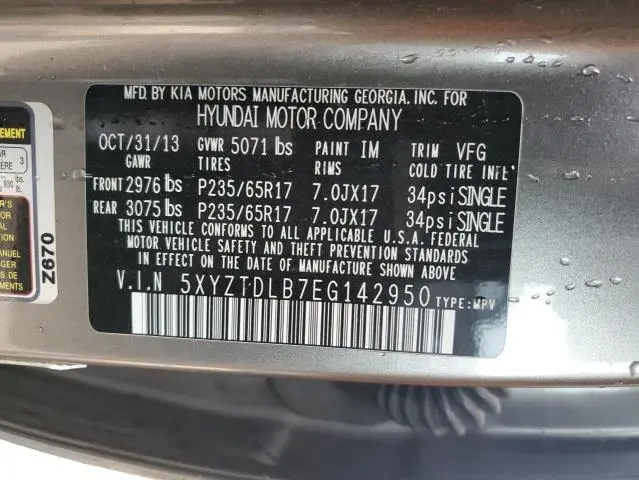 MFD. BY KIA MOTORS MANUFACTURING GEORGIA. INC. FOR
HYUNDAI MOTOR COMPANY
OCT/31/13 GVWR 5071 lbs PAINT IM TRIM VFG
GAWR TIRES RIMS COLD TIRE INFL
FRONT 2976 lbs P235/65R17 7.0JX17 34psi SINGLE
REAR 3075 lbs P235/65R17 7.0JX17 34psi SINGLE
THIS VEHICLE CONFORMS TO ALL APPLICABLE U.S.A. FEDERAL
MOTOR VEHICLE SAFETY AND THEFT PREVENTION STANDARDS
IN EFFECT ON THE DATE OF MANUFACTURE SHOWN ABOVE.
V.I.N 5XYZTDLB7EG142950 TYPE:MPV
Z670
3
930
lbs.